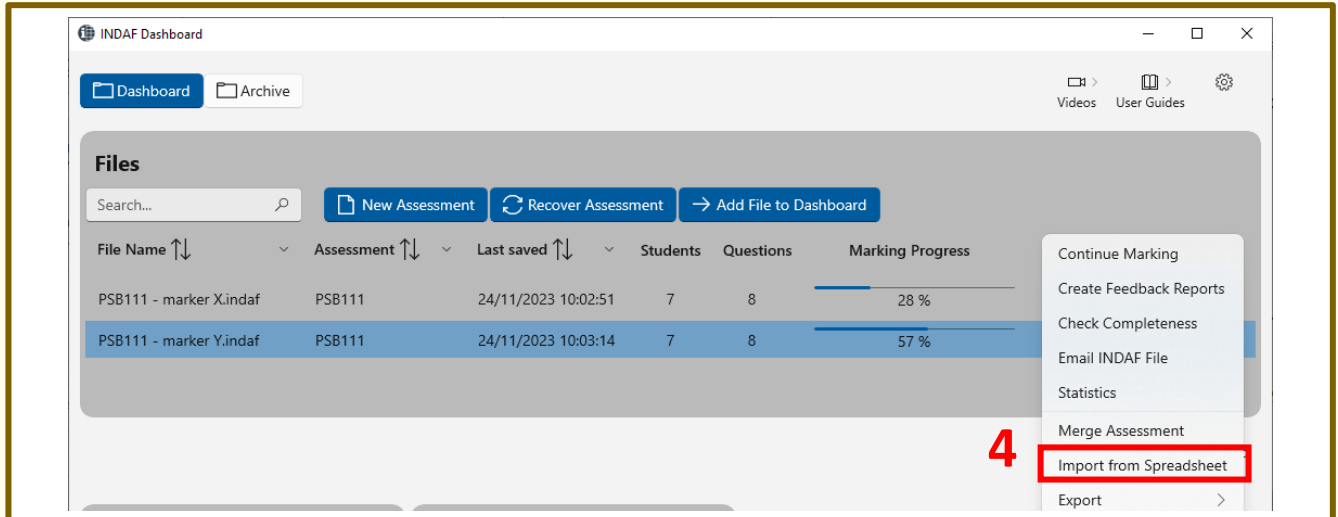 INDAF Dashboard
Dashboard Archive
Videos User Guides
Files
Search... New Assessment Recover Assessment Add File to Dashboard
File Name Assessment Last saved Students Questions Marking Progress
PSB111 - marker X.indaf PSB111 24/11/2023 10:02:51 7 8 28 %
PSB111 - marker Y.indaf PSB111 24/11/2023 10:03:14 7 8 57 %
Continue Marking
Create Feedback Reports
Check Completeness
Email INDAF File
Statistics
Merge Assessment
4 Import from Spreadsheet
Export